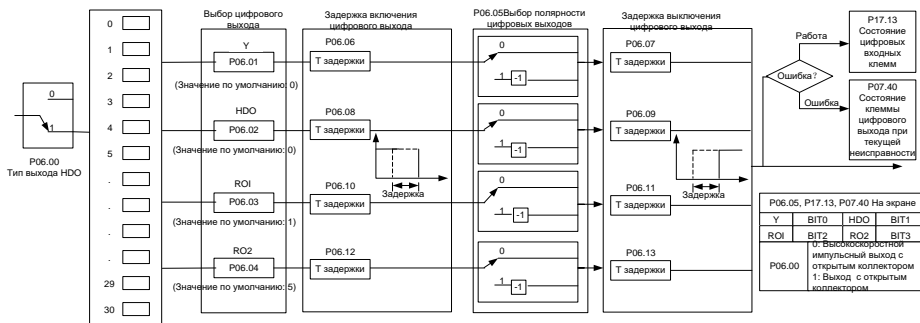 0
1
P06.00
Тип выхода HDO
0
1
2
3
4
5
.
.
.
.
29
30
Выбор цифрового
выхода
Y
P06.01
(Значение по умолчанию: 0)
HDO
P06.02
(Значение по умолчанию: 0)
ROI
P06.03
(Значение по умолчанию: 1)
RO2
P06.04
(Значение по умолчанию: 5)
Задержка включения
цифрового выхода
P06.06
Т задержки
P06.08
Т задержки
Задержка
P06.10
Т задержки
P06.12
Т задержки
P06.05Выбор полярности
цифровых выходов
0
1 -1
0
1 -1
0
1 -1
0
1 -1
Задержка выключения
цифрового выхода
P06.07
Т задержки
P06.09
Т задержки
Задержка
P06.11
Т задержки
P06.13
Т задержки
Работа
Ошибка?
Ошибка
P17.13
Состояние
цифровых
входных
клемм
P07.40
Состояние
клеммы
цифрового
выхода при
текущей
неисправности
P06.05, P17.13, P07.40 На экране
Y BIT0 HDO BIT1
ROI BIT2 RO2 BIT3
P06.00
0: Высокоскоростной
импульсный выход с
открытым коллектором
1: Выход с открытым
коллектором